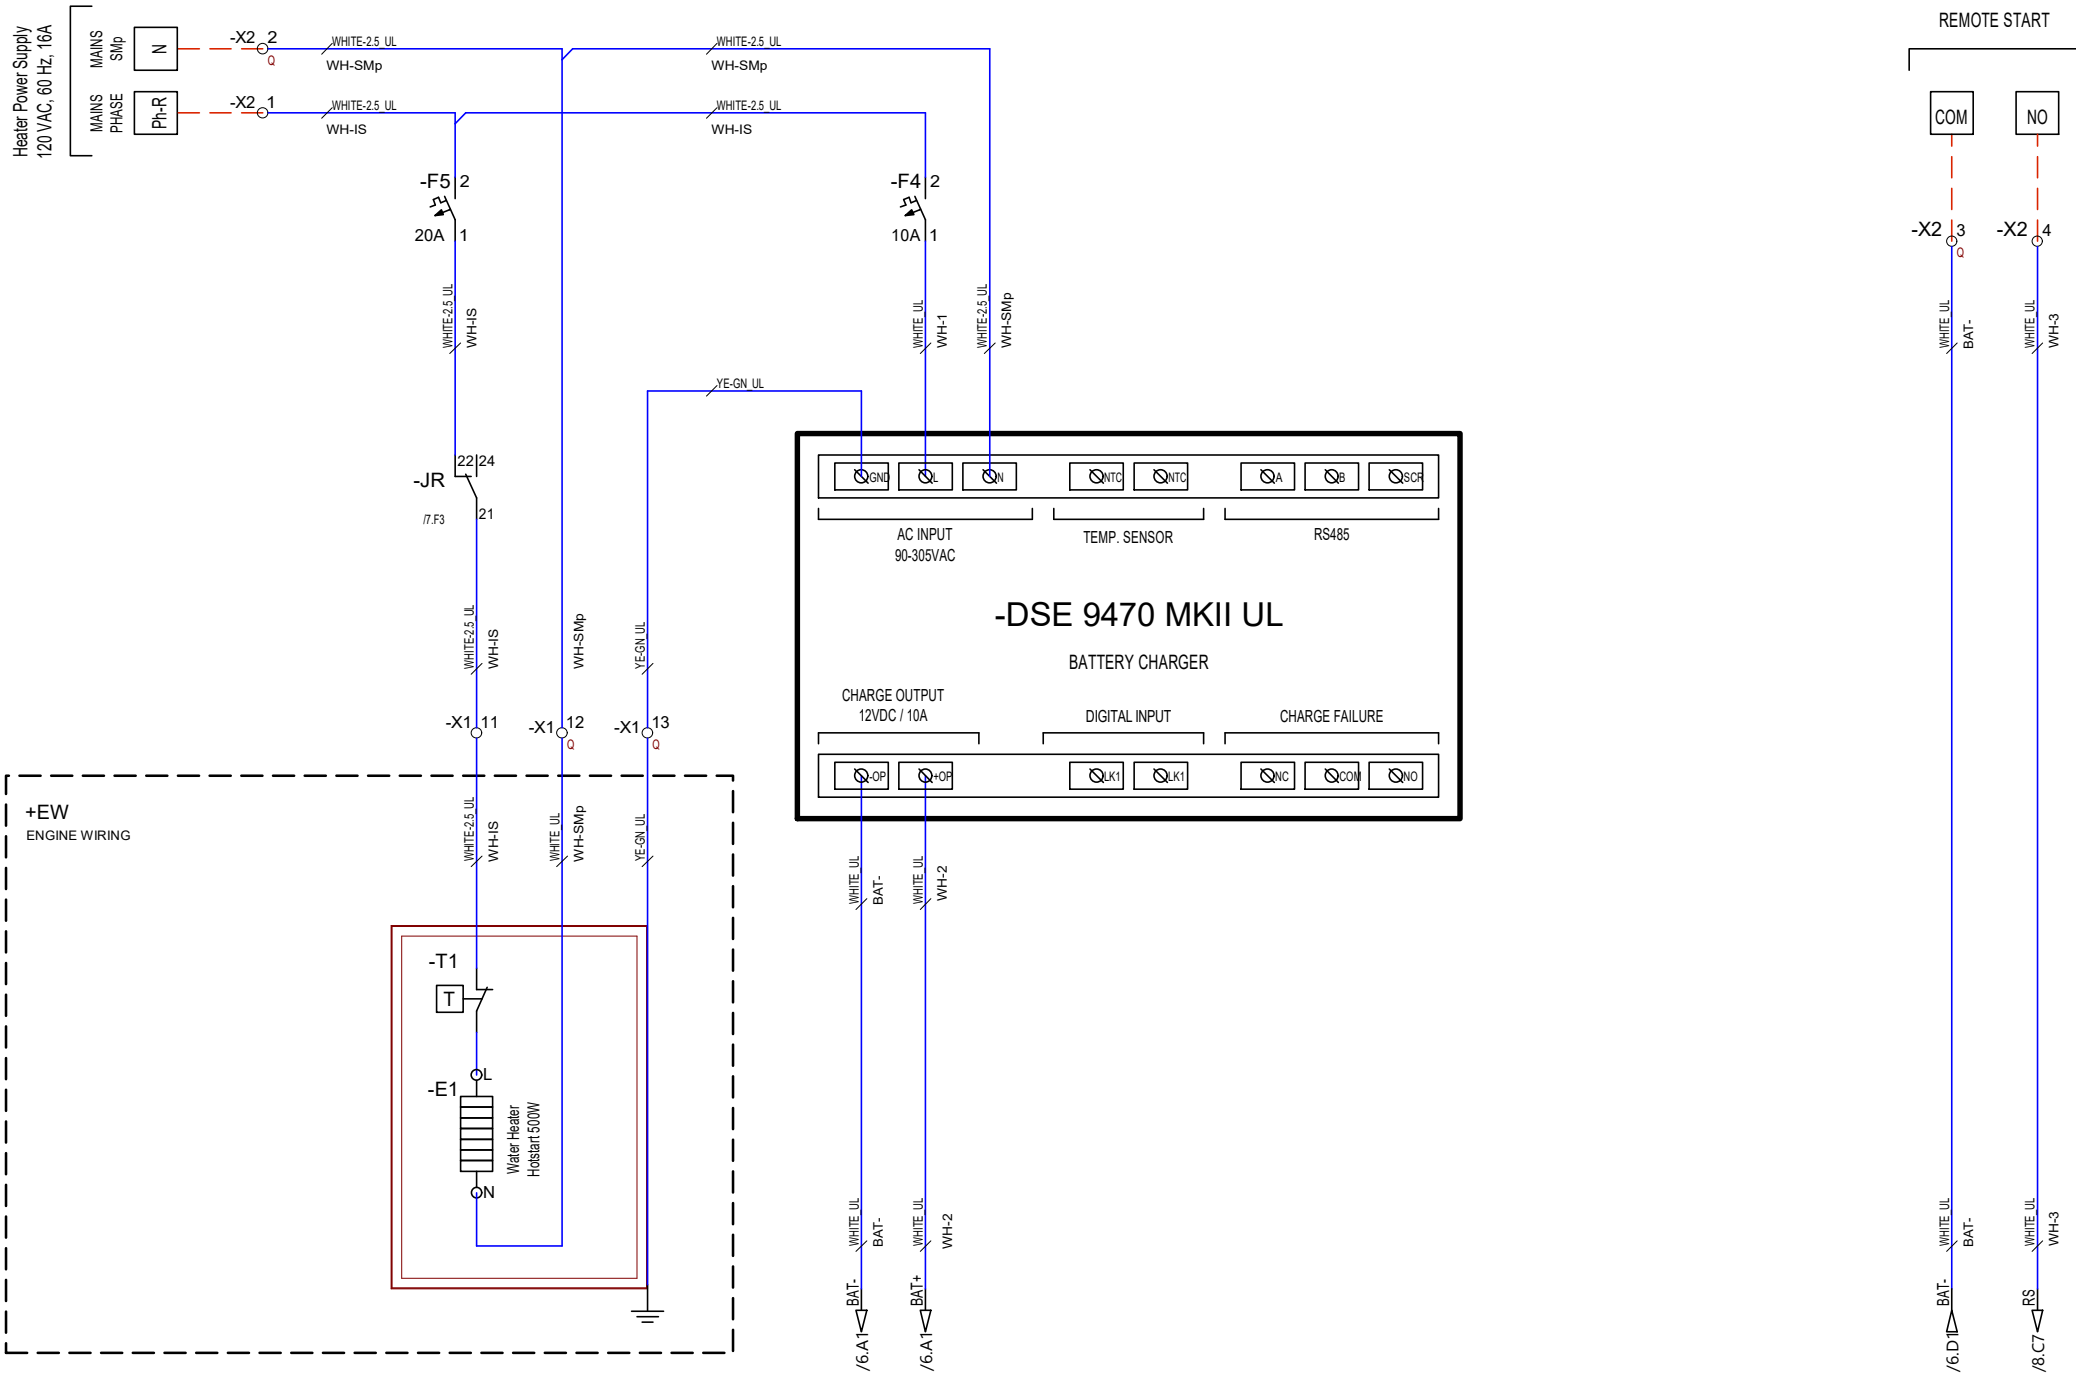 Heater Power Supply
120 VAC, 60 Hz, 16A
MAINS
SMp
N
-X2 2
Q
WHITE-2.5_UL
WH-SMp
WHITE-2.5_UL
WH-SMp
MAINS
PHASE
Ph-R
-X2 1
WHITE-2.5_UL
WH-IS
WHITE-2.5_UL
WH-IS
REMOTE START
COM
NO
-F5 2
20A 1
-F4 2
10A 1
-X2 3
Q
-X2 4
WHITE-2.5_UL
WH-IS
WHITE_UL
WH-1
WHITE-2.5_UL
WH-SMp
WHITE_UL
BAT-
WHITE_UL
WH-3
YE-GN_UL
22 24
-JR
/7.F3
21
GND
L
N
NTC
NTC
A
B
SCR
AC INPUT
90-305VAC
TEMP. SENSOR
RS485
-DSE 9470 MKII UL
BATTERY CHARGER
WHITE-2.5_UL
WH-IS
WH-SMp
YE-GN_UL
CHARGE OUTPUT
12VDC / 10A
DIGITAL INPUT
CHARGE FAILURE
-X1 11
-X1 12
Q
-X1 13
Q
-OP
+OP
LK1
LK1
NC
COM
NO
+EW
ENGINE WIRING
WHITE-2.5_UL
WH-IS
WHITE_UL
WH-SMp
YE-GN_UL
WHITE_UL
BAT-
WHITE_UL
WH-2
-T1
T
L
-E1
Water Heater
Hotstart 500W
N
WHITE_UL
BAT-
WHITE_UL
WH-2
WHITE_UL
BAT-
WHITE_UL
WH-3
BAT-
/6.A1
BAT+
/6.A1
BAT-
/6.D1
RS
/8.C7